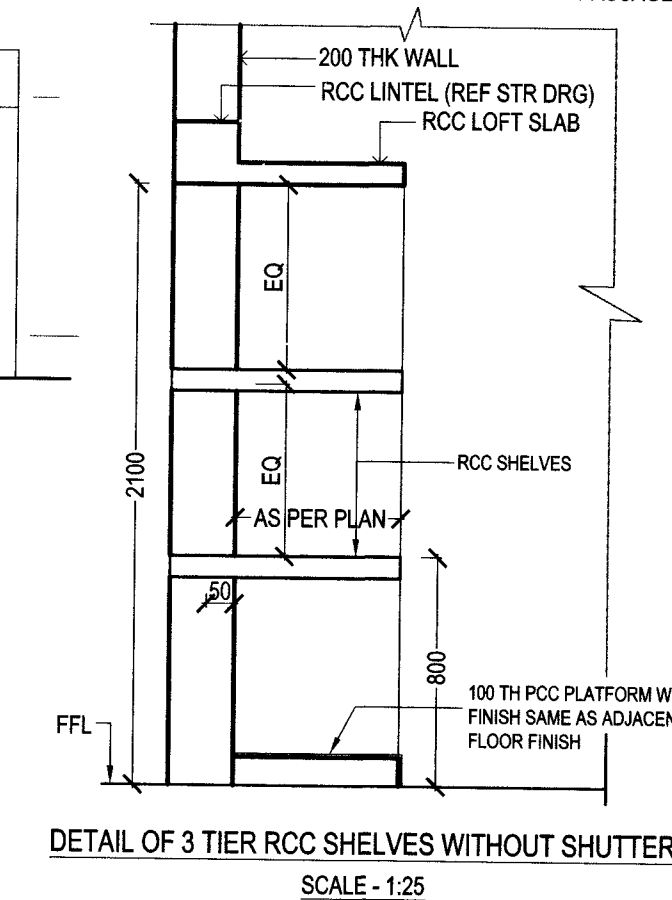 200 THK WALL
RCC LINTEL (REF STR DRG)
RCC LOFT SLAB
EQ
2100
EQ
RCC SHELVES
AS PER PLAN
50
800
100 TH PCC PLATFORM W
FINISH SAME AS ADJACEN
FLOOR FINISH
FFL
DETAIL OF 3 TIER RCC SHELVES WITHOUT SHUTTER
SCALE - 1:25